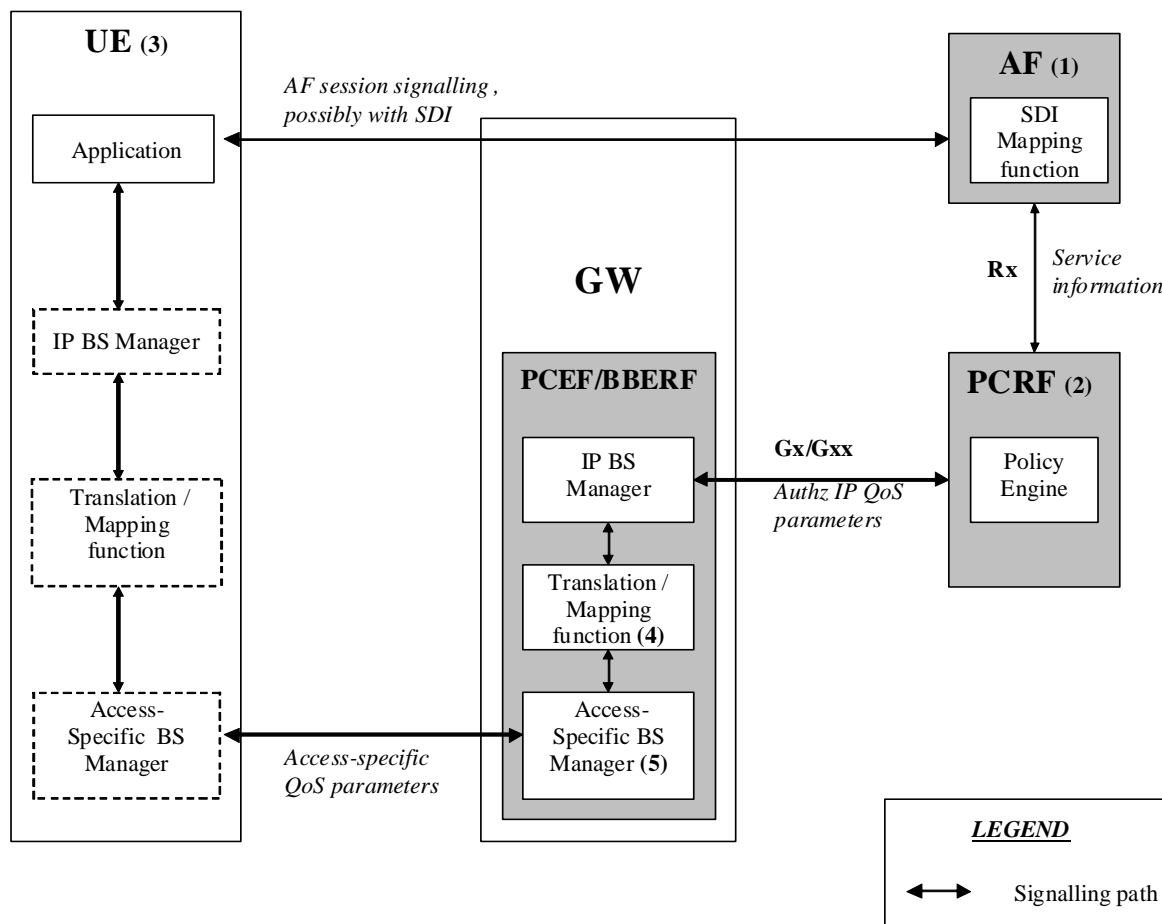 UE (3)
Application
IP BS Manager
Translation /
Mapping
function
Access-
Specific BS
Manager
AF session signalling ,
possibly with SDI
GW
PCEF/BBERF
IP BS
Manager
Translation /
Mapping
function (4)
Access-
Specific BS
Manager (5)
Access-specific
QoS parameters
AF (1)
SDI
Mapping
function
Rx
Service
information
PCRF (2)
Policy
Engine
Gx/Gxx
Authz IP QoS
parameters
LEGEND
Signalling path